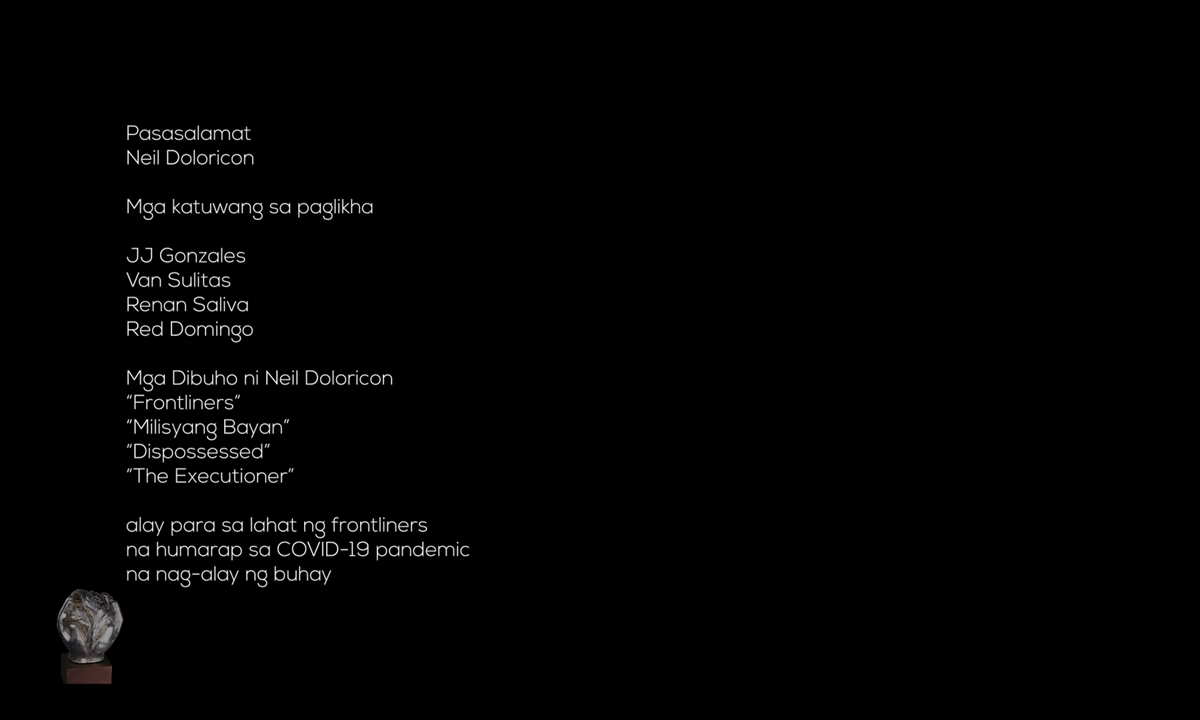 Pasasalamat
Neil Doloricon
Mga katuwang sa paglikha
JJ Gonzales
Van Sulitas
Renan Saliva
Red Domingo
Mga Dibuho ni Neil Doloricon
“Frontliners”
“Milisyang Bayan”
“Dispossessed”
“The Executioner”
alay para sa lahat ng frontliners
na humarap sa COVID-19 pandemic
na nag-alay ng buhay